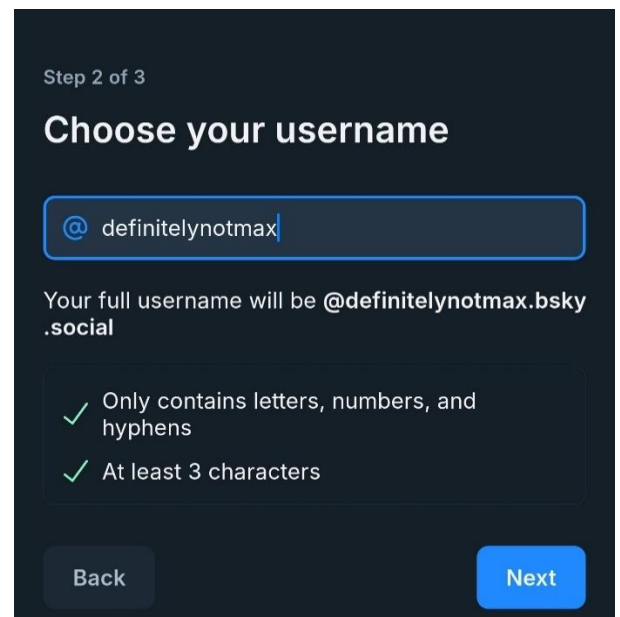 Step 2 of 3
Choose your username
@ definitelynotmax
Your full username will be @definitelynotmax.bsky
.social
Only contains letters, numbers, and
hyphens
At least 3 characters
Back
Next